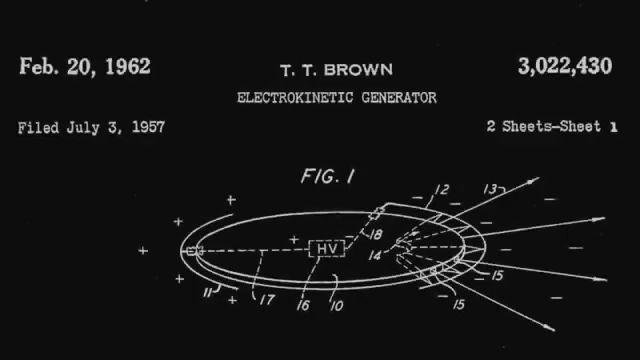 Feb. 20, 1962 T. T. BROWN 3,022,430
ELECTROKINETIC GENERATOR
Filed July 3, 1957 2 Sheets-Sheet 1
FIG. 1
+ - 12 13
+ - - 18
+ + HV - 14 -
+ 11 + 17 16 10 - 15 15 -
-